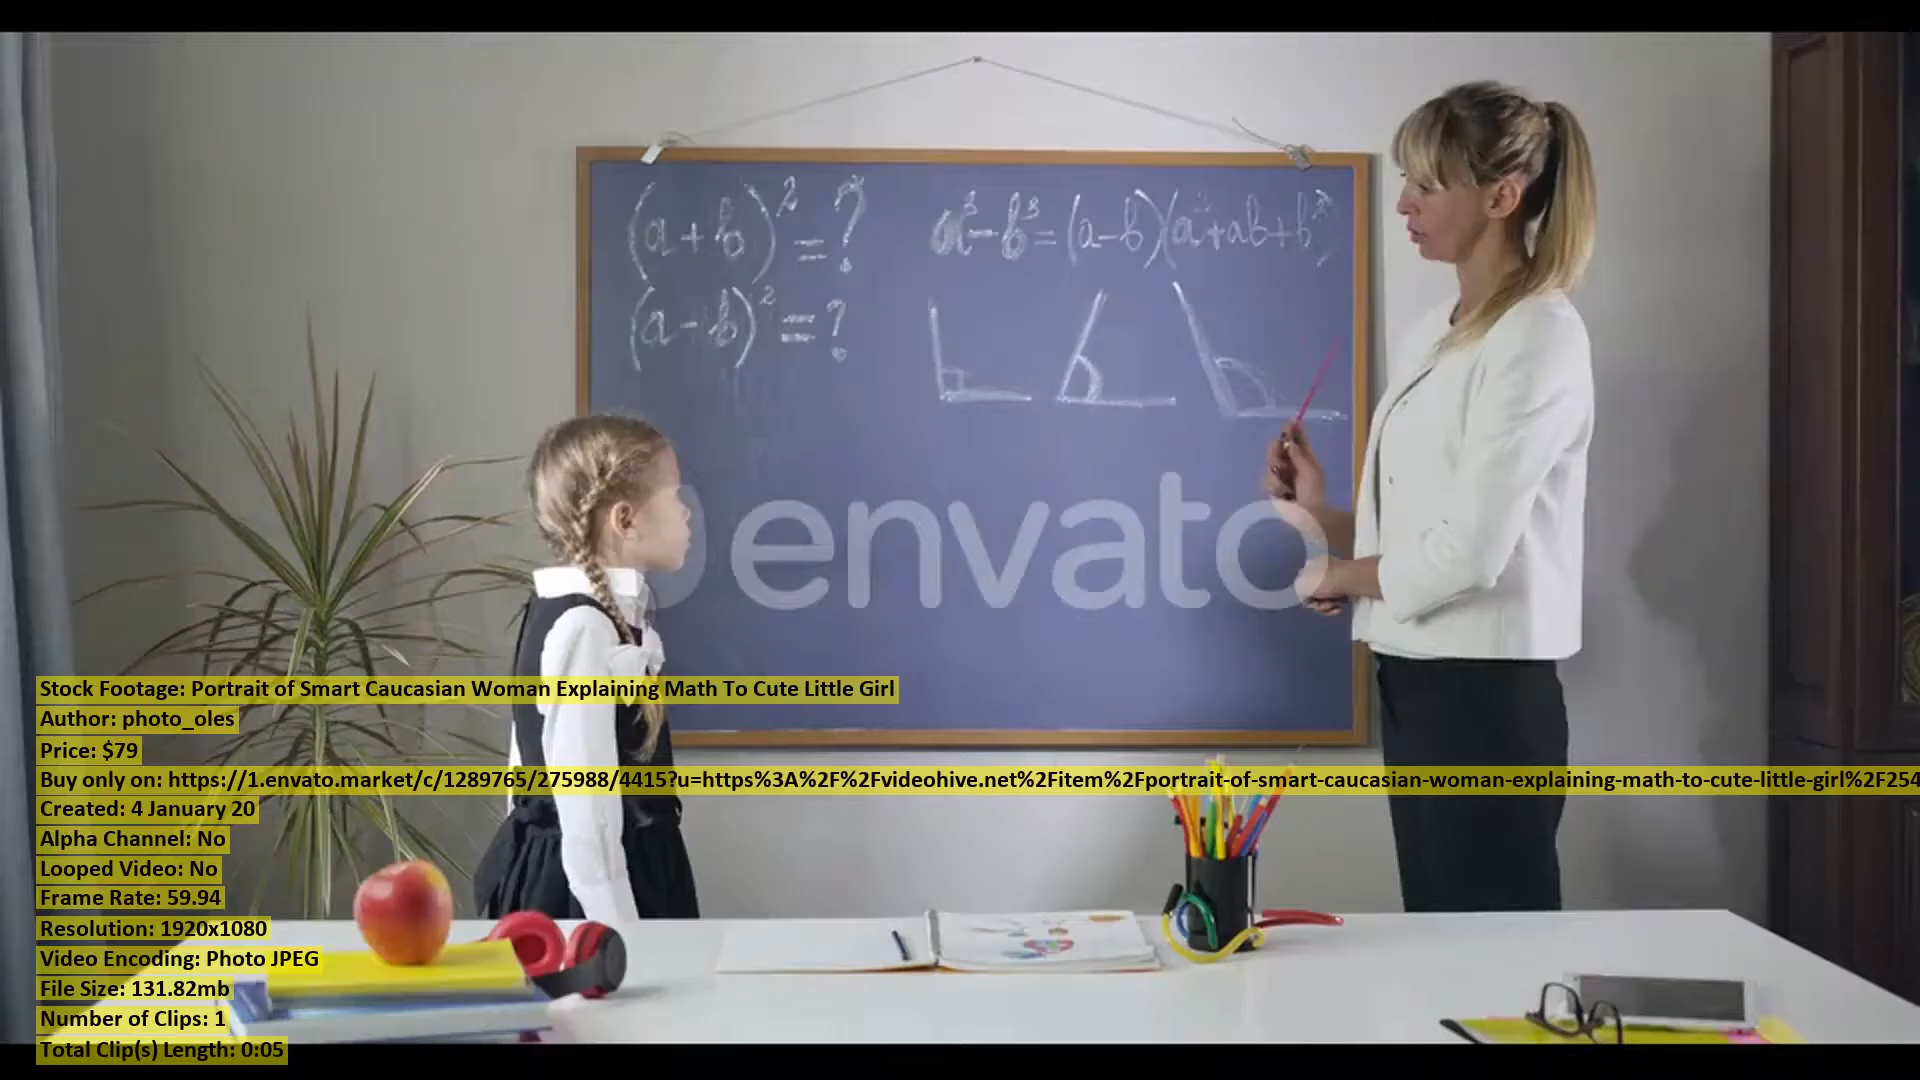 (a+b)²=?
a³-b³=(a-b)(a²+ab+b²)
(a-b)²=?
envato
Stock Footage: Portrait of Smart Caucasian Woman Explaining Math To Cute Little Girl
Author: photo_oles
Price: $79
Buy only on: https://1.envato.market/c/1289765/275988/4415?u=https%3A%2F%2Fvideohive.net%2Fitem%2Fportrait-of-smart-caucasian-woman-explaining-math-to-cute-little-girl%2F254
Created: 4 January 20
Alpha Channel: No
Looped Video: No
Frame Rate: 59.94
Resolution: 1920x1080
Video Encoding: Photo JPEG
File Size: 131.82mb
Number of Clips: 1
Total Clip(s) Length: 0:05